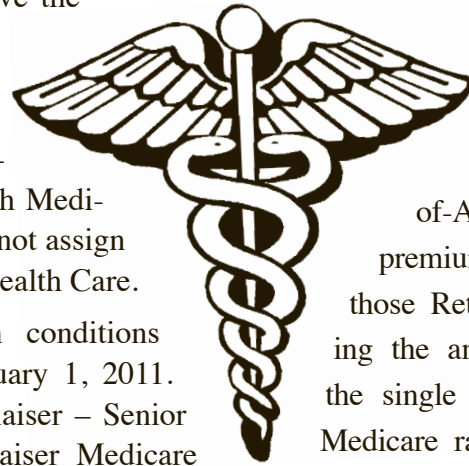 ve the
-
h Medi-
not assign
ealth Care.
conditions
uary 1, 2011.
aiser – Senior
aiser Medicare
of-A
premiu
those Ret
ing the a
the single
Medicare ra